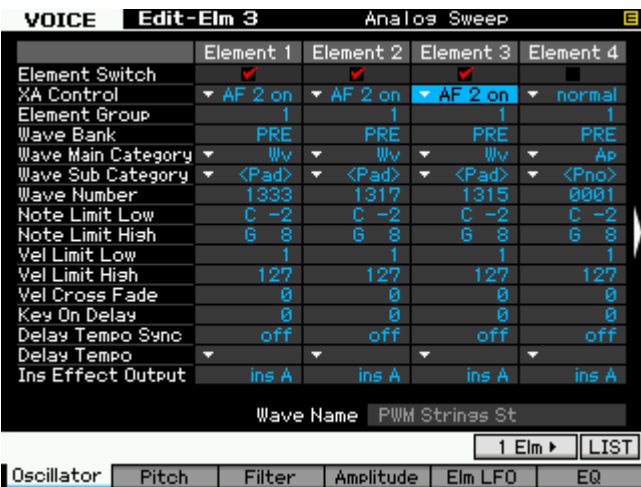 VOICE Edit-Elm 3 Analog Sweep E
Element 1 Element 2 Element 3 Element 4
Element Switch
XA Control AF 2 on AF 2 on AF 2 on normal
Element Group 1 1 1 1
Wave Bank PRE PRE PRE PRE
Wave Main Category Wv Wv Wv Ap
Wave Sub Category <Pad> <Pad> <Pad> <Pno>
Wave Number 1333 1317 1315 0001
Note Limit Low C -2 C -2 C -2 C -2
Note Limit High G 8 G 8 G 8 G 8
Vel Limit Low 1 1 1 1
Vel Limit High 127 127 127 127
Vel Cross Fade 0 0 0 0
Key On Delay 0 0 0 0
Delay Tempo Sync off off off off
Delay Tempo
Ins Effect Output ins A ins A ins A ins A
Wave Name PWM Strings St
1 Elm LIST
Oscillator Pitch Filter Amplitude Elm LFO EQ